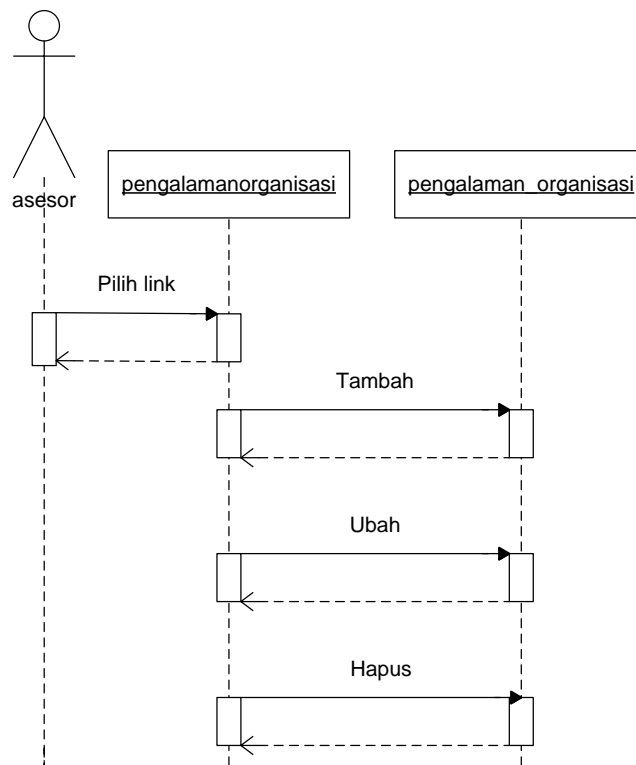 asesor
pengalamanorganisasi
pengalaman_organisasi
Pilih link
Tambah
Ubah
Hapus